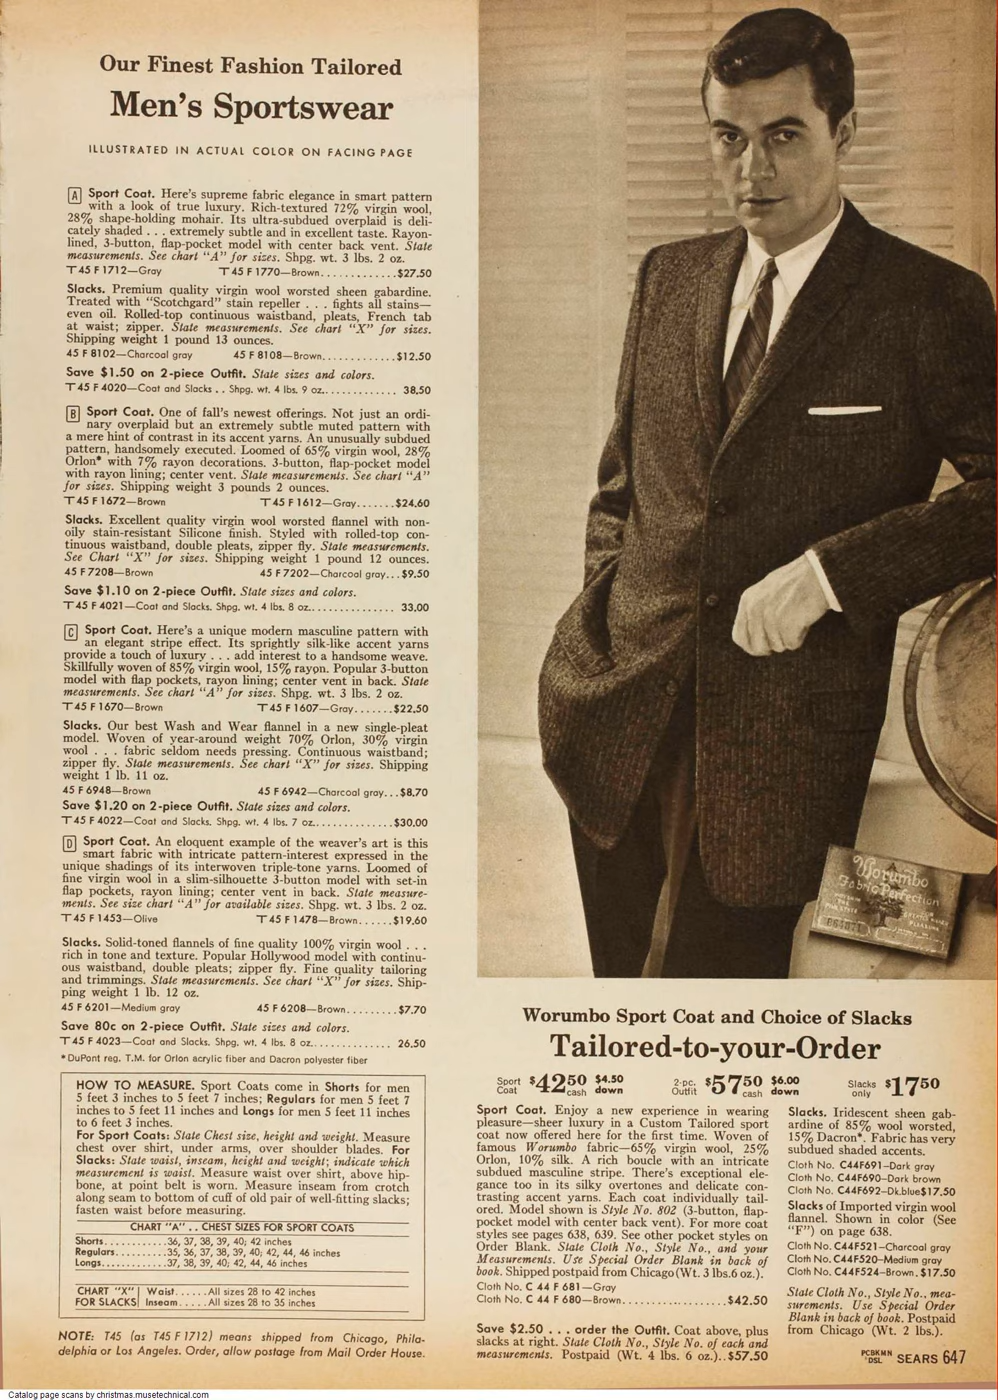 Our Finest Fashion Tailored
Men's Sportswear
ILLUSTRATED IN ACTUAL COLOR ON FACING PAGE
A Sport Coat. Here's supreme fabric elegance in smart pattern
with a look of true luxury. Rich-textured 72% virgin wool,
28% shape-holding mohair. Its ultra-subdued overplaid is deli-
cately shaded . . . extremely subtle and in excellent taste. Rayon-
lined, 3-button, flap-pocket model with center back vent. State
measurements. See chart "A" for sizes. Shpg. wt. 3 lbs. 2 oz.
T45 F 1712—Gray T45 F 1770—Brown.............$27.50
Slacks. Premium quality virgin wool worsted sheen gabardine.
Treated with "Scotchgard" stain repeller . . . fights all stains—
even oil. Rolled-top continuous waistband, pleats, French tab
at waist; zipper. State measurements. See chart "X" for sizes.
Shipping weight 1 pound 13 ounces.
45 F 8102—Charcoal gray 45 F 8108—Brown............$12.50
Save $1.50 on 2-piece Outfit. State sizes and colors.
T45 F 4020—Coat and Slacks . . Shpg. wt. 4 lbs. 9 oz............. 38.50
B Sport Coat. One of fall's newest offerings. Not just an ordi-
nary overplaid but an extremely subtle muted pattern with
a mere hint of contrast in its accent yarns. An unusually subdued
pattern, handsomely executed. Loomed of 65% virgin wool, 28%
Orlon* with 7% rayon decorations. 3-button, flap-pocket model
with rayon lining; center vent. State measurements. See chart "A"
for sizes. Shipping weight 3 pounds 2 ounces.
T45 F 1672—Brown T45 F 1612—Gray.......$24.60
Slacks. Excellent quality virgin wool worsted flannel with non-
oily stain-resistant Silicone finish. Styled with rolled-top con-
tinuous waistband, double pleats, zipper fly. State measurements.
See Chart "X" for sizes. Shipping weight 1 pound 12 ounces.
45 F 7208—Brown 45 F 7202—Charcoal gray...$9.50
Save $1.10 on 2-piece Outfit. State sizes and colors.
T45 F 4021—Coat and Slacks. Shpg. wt. 4 lbs. 8 oz............... 33.00
C Sport Coat. Here's a unique modern masculine pattern with
an elegant stripe effect. Its sprightly silk-like accent yarns
provide a touch of luxury . . . add interest to a handsome weave.
Skillfully woven of 85% virgin wool, 15% rayon. Popular 3-button
model with flap pockets, rayon lining; center vent in back. State
measurements. See chart "A" for sizes. Shpg. wt. 3 lbs. 2 oz.
T45 F 1670—Brown T45 F 1607—Gray.......$22.50
Slacks. Our best Wash and Wear flannel in a new single-pleat
model. Woven of year-around weight 70% Orlon, 30% virgin
wool . . . fabric seldom needs pressing. Continuous waistband;
zipper fly. State measurements. See chart "X" for sizes. Shipping
weight 1 lb. 11 oz.
45 F 6948—Brown 45 F 6942—Charcoal gray...$8.70
Save $1.20 on 2-piece Outfit. State sizes and colors.
T45 F 4022—Coat and Slacks. Shpg. wt. 4 lbs. 7 oz..............$30.00
D Sport Coat. An eloquent example of the weaver's art is this
smart fabric with intricate pattern-interest expressed in the
unique shadings of its interwoven triple-tone yarns. Loomed of
fine virgin wool in a slim-silhouette 3-button model with set-in
flap pockets, rayon lining; center vent in back. State measure-
ments. See size chart "A" for available sizes. Shpg. wt. 3 lbs. 2 oz.
T45 F 1453—Olive T45 F 1478—Brown......$19.60
Slacks. Solid-toned flannels of fine quality 100% virgin wool . . .
rich in tone and texture. Popular Hollywood model with continu-
ous waistband, double pleats; zipper fly. Fine quality tailoring
and trimmings. State measurements. See chart "X" for sizes. Ship-
ping weight 1 lb. 12 oz.
45 F 6201—Medium gray 45 F 6208—Brown.........$7.70
Save 80c on 2-piece Outfit. State sizes and colors.
T45 F 4023—Coat and Slacks. Shpg. wt. 4 lbs. 8 oz.............. 26.50
*DuPont reg. T.M. for Orlon acrylic fiber and Dacron polyester fiber
HOW TO MEASURE. Sport Coats come in Shorts for men
5 feet 3 inches to 5 feet 7 inches; Regulars for men 5 feet 7
inches to 5 feet 11 inches and Longs for men 5 feet 11 inches
to 6 feet 3 inches.
For Sport Coats: State Chest size, height and weight. Measure
chest over shirt, under arms, over shoulder blades. For
Slacks: State waist, inseam, height and weight; indicate which
measurement is waist. Measure waist over shirt, above hip-
bone, at point belt is worn. Measure inseam from crotch
along seam to bottom of cuff of old pair of well-fitting slacks;
fasten waist before measuring.
CHART "A" . . CHEST SIZES FOR SPORT COATS
Shorts............36, 37, 38, 39, 40; 42 inches
Regulars..........35, 36, 37, 38, 39, 40; 42, 44, 46 inches
Longs............37, 38, 39, 40; 42, 44, 46 inches
CHART "X" Waist......All sizes 28 to 42 inches
FOR SLACKS Inseam.....All sizes 28 to 35 inches
NOTE: T45 (as T45 F 1712) means shipped from Chicago, Phila-
delphia or Los Angeles. Order, allow postage from Mail Order House.
Worumbo
Fabric Perfection
Worumbo Sport Coat and Choice of Slacks
Tailored-to-your-Order
Sport Coat $42.50 cash $4.50 down 2-pc. Outfit $57.50 cash $6.00 down Slacks only $17.50
Sport Coat. Enjoy a new experience in wearing
pleasure—sheer luxury in a Custom Tailored sport
coat now offered here for the first time. Woven of
famous Worumbo fabric—65% virgin wool, 25%
Orlon, 10% silk. A rich boucle with an intricate
subdued masculine stripe. There's exceptional ele-
gance too in its silky overtones and delicate con-
trasting accent yarns. Each coat individually tail-
ored. Model shown is Style No. 802 (3-button, flap-
pocket model with center back vent). For more coat
styles see pages 638, 639. See other pocket styles on
Order Blank. State Cloth No., Style No., and your
Measurements. Use Special Order Blank in back of
book. Shipped postpaid from Chicago (Wt. 3 lbs. 6 oz.).
Cloth No. C 44 F 681—Gray
Cloth No. C 44 F 680—Brown..................$42.50
Save $2.50 . . . order the Outfit. Coat above, plus
slacks at right. State Cloth No., Style No. of each and
measurements. Postpaid (Wt. 4 lbs. 6 oz.)..$57.50
Slacks. Iridescent sheen gab-
ardine of 85% wool worsted,
15% Dacron*. Fabric has very
subdued shaded accents.
Cloth No. C44F691—Dark gray
Cloth No. C44F690—Dark brown
Cloth No. C44F692—Dk.blue$17.50
Slacks of Imported virgin wool
flannel. Shown in color (See
"F") on page 638.
Cloth No. C44F521—Charcoal gray
Cloth No. C44F520—Medium gray
Cloth No. C44F524—Brown.$17.50
State Cloth No., Style No., mea-
surements. Use Special Order
Blank in back of book. Postpaid
from Chicago (Wt. 2 lbs.).
PCBKMN DSL SEARS 647
Catalog page scans by christmas.musetechnical.com